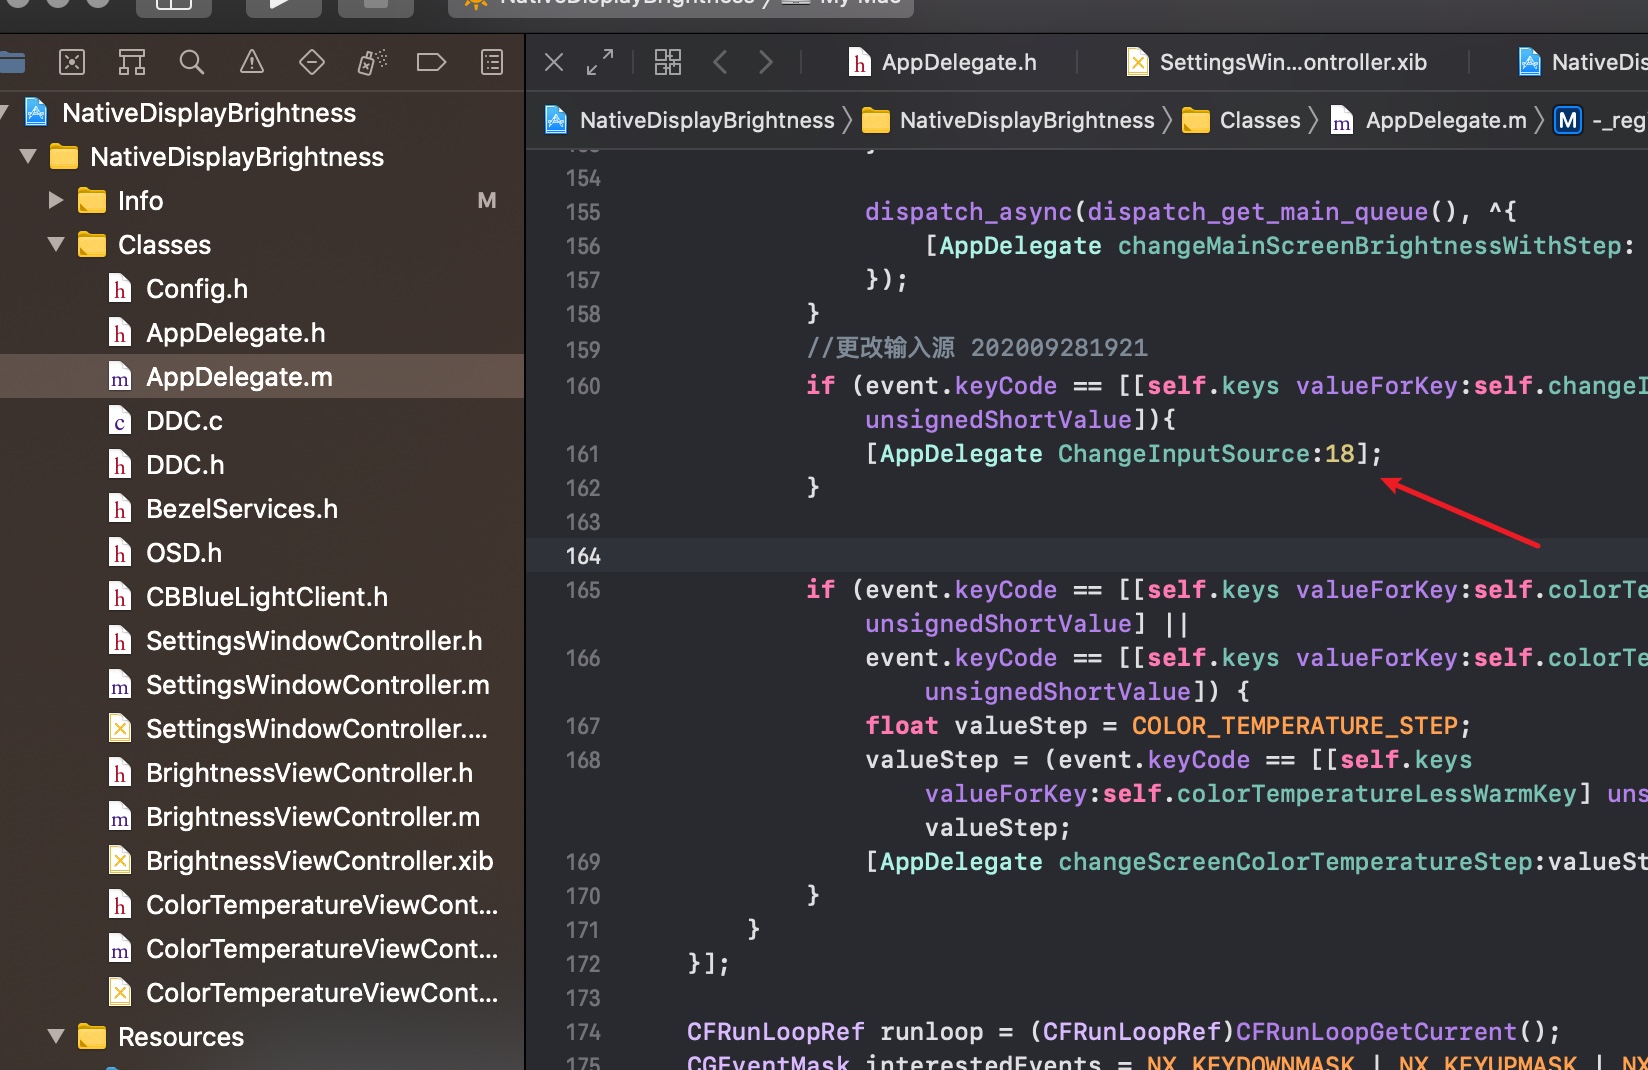 NativeDisplayBrightness
NativeDisplayBrightness
Info M
Classes
Config.h
AppDelegate.h
AppDelegate.m
DDC.c
DDC.h
BezelServices.h
OSD.h
CBBlueLightClient.h
SettingsWindowController.h
SettingsWindowController.m
SettingsWindowController....
BrightnessViewController.h
BrightnessViewController.m
BrightnessViewController.xib
ColorTemperatureViewCont...
ColorTemperatureViewCont...
ColorTemperatureViewCont...
Resources
AppDelegate.h SettingsWin...ontroller.xib NativeDis
NativeDisplayBrightness 〉 NativeDisplayBrightness 〉 Classes 〉 AppDelegate.m 〉 M -_reg
154
155 dispatch_async(dispatch_get_main_queue(), ^{
156 [AppDelegate changeMainScreenBrightnessWithStep:
157 });
158 }
159 //更改输入源 202009281921
160 if (event.keyCode == [[self.keys valueForKey:self.changeI
unsignedShortValue]){
161 [AppDelegate ChangeInputSource:18];
162 }
163
164
165 if (event.keyCode == [[self.keys valueForKey:self.colorTe
unsignedShortValue] ||
166 event.keyCode == [[self.keys valueForKey:self.colorTe
unsignedShortValue]) {
167 float valueStep = COLOR_TEMPERATURE_STEP;
168 valueStep = (event.keyCode == [[self.keys
valueForKey:self.colorTemperatureLessWarmKey] uns
valueStep;
169 [AppDelegate changeScreenColorTemperatureStep:valueSt
170 }
171 }
172 }];
173
174 CFRunLoopRef runloop = (CFRunLoopRef)CFRunLoopGetCurrent();
175 CGEventMask interestedEvents = NX_KEYDOWNMASK | NX_KEYUPMASK | NX